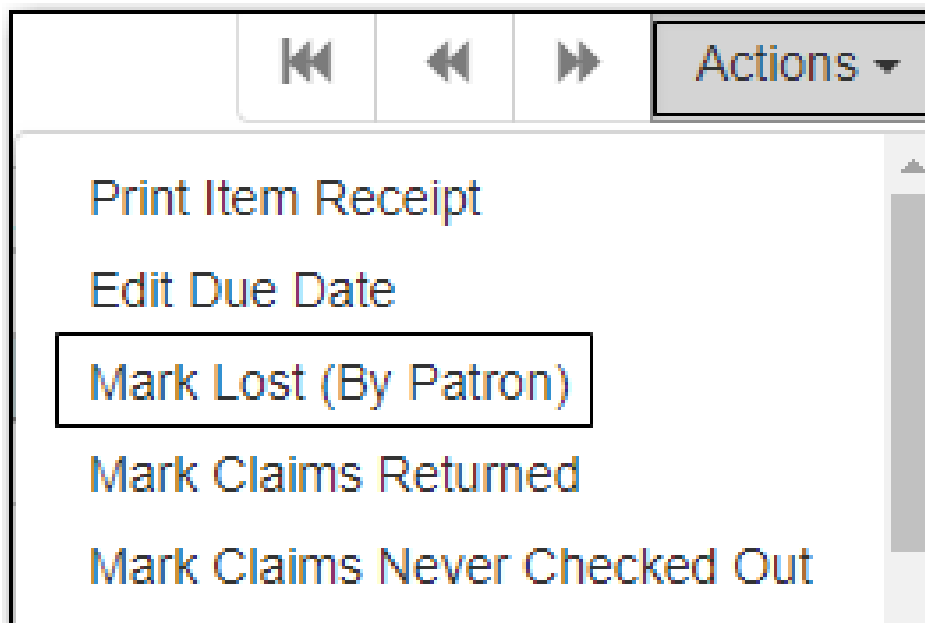 Actions
Print Item Receipt
Edit Due Date
Mark Lost (By Patron)
Mark Claims Returned
Mark Claims Never Checked Out